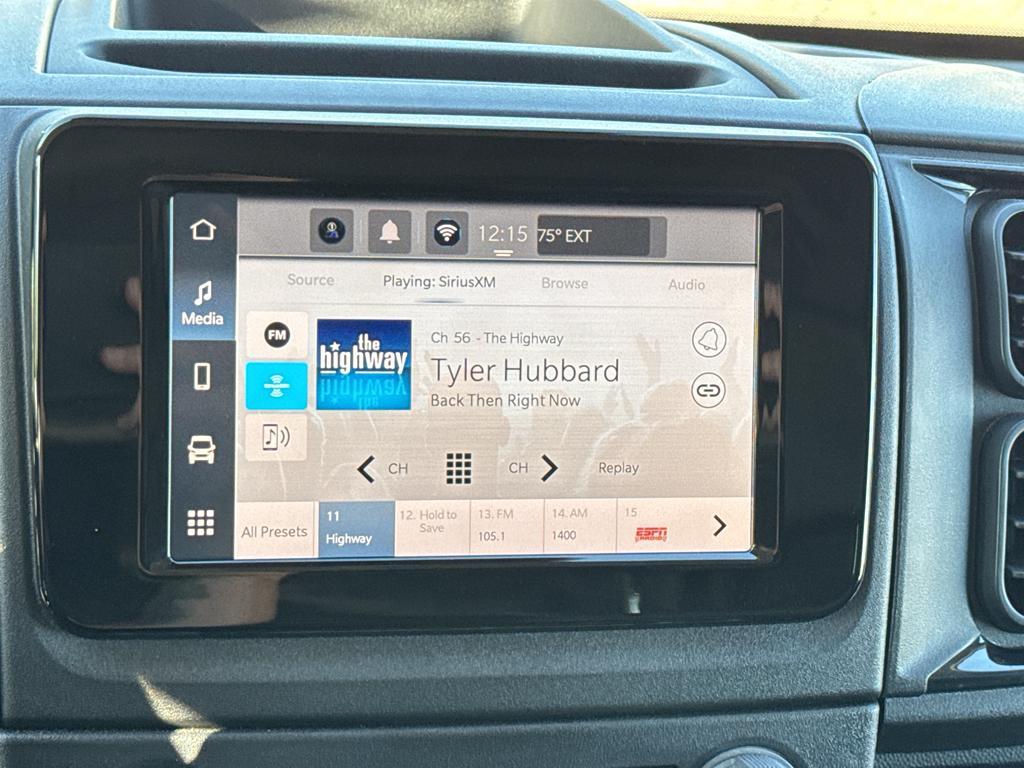 12:15 75° EXT
Source Playing: SiriusXM Browse Audio
Media
FM
the
highway
Ch 56 - The Highway
Tyler Hubbard
Back Then Right Now
CH CH Replay
All Presets
11
Highway
12. Hold to
Save
13. FM
105.1
14. AM
1400
15
ESPN
RADIO